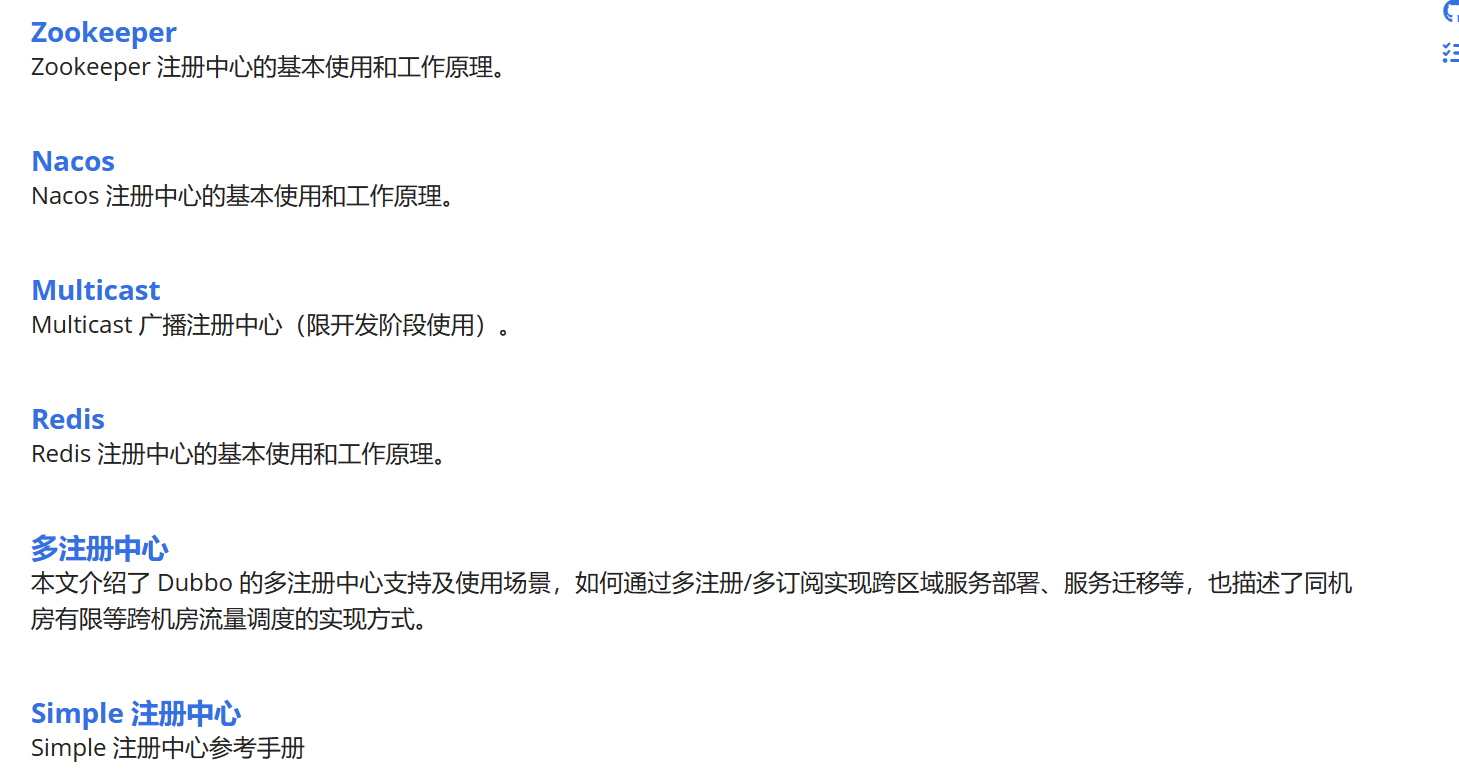 Zookeeper
Zookeeper 注册中心的基本使用和工作原理。
Nacos
Nacos 注册中心的基本使用和工作原理。
Multicast
Multicast 广播注册中心（限开发阶段使用）。
Redis
Redis 注册中心的基本使用和工作原理。
多注册中心
本文介绍了 Dubbo 的多注册中心支持及使用场景，如何通过多注册/多订阅实现跨区域服务部署、服务迁移等，也描述了同机
房有限等跨机房流量调度的实现方式。
Simple 注册中心
Simple 注册中心参考手册